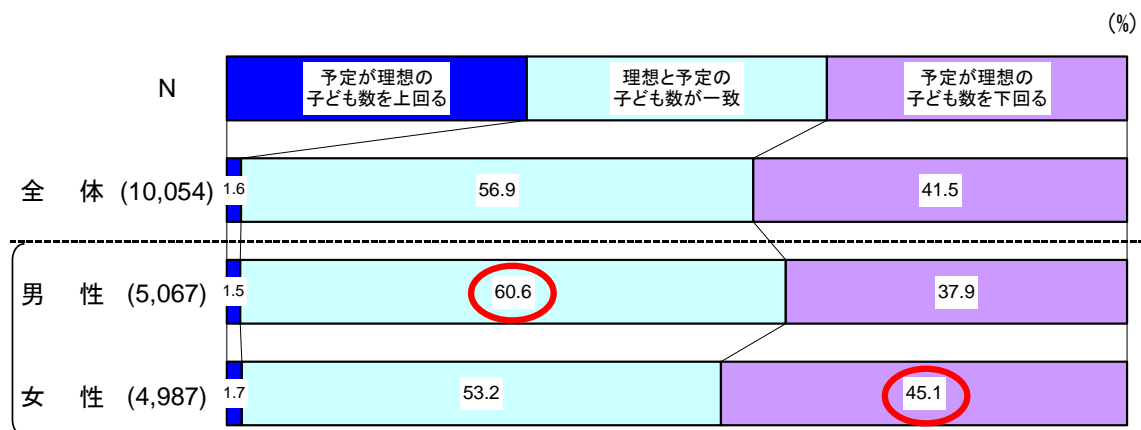 (%)
N
予定が理想の
子ども数を上回る
理想と予定の
子ども数が一致
予定が理想の
子ども数を下回る
全 体 (10,054) 1.6 56.9 41.5
男 性 (5,067) 1.5 60.6 37.9
女 性 (4,987) 1.7 53.2 45.1